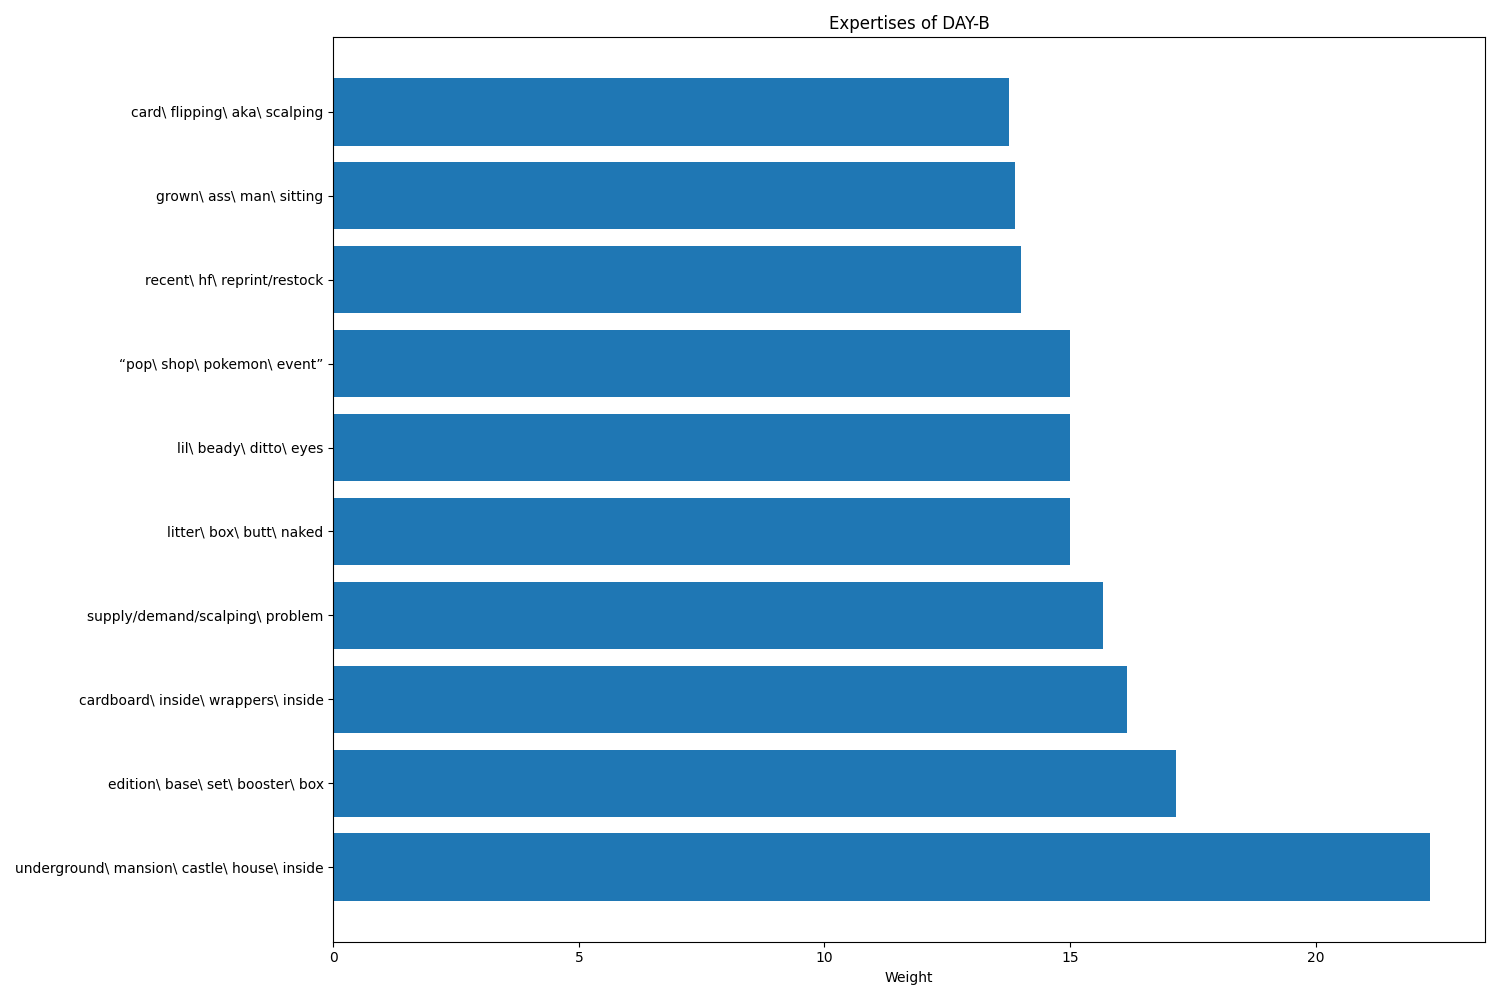 Expertises of DAY-B
card\ flipping\ aka\ scalping
grown\ ass\ man\ sitting
recent\ hf\ reprint/restock
“pop\ shop\ pokemon\ event”
lil\ beady\ ditto\ eyes
litter\ box\ butt\ naked
supply/demand/scalping\ problem
cardboard\ inside\ wrappers\ inside
edition\ base\ set\ booster\ box
underground\ mansion\ castle\ house\ inside
0 5 10 15 20
Weight